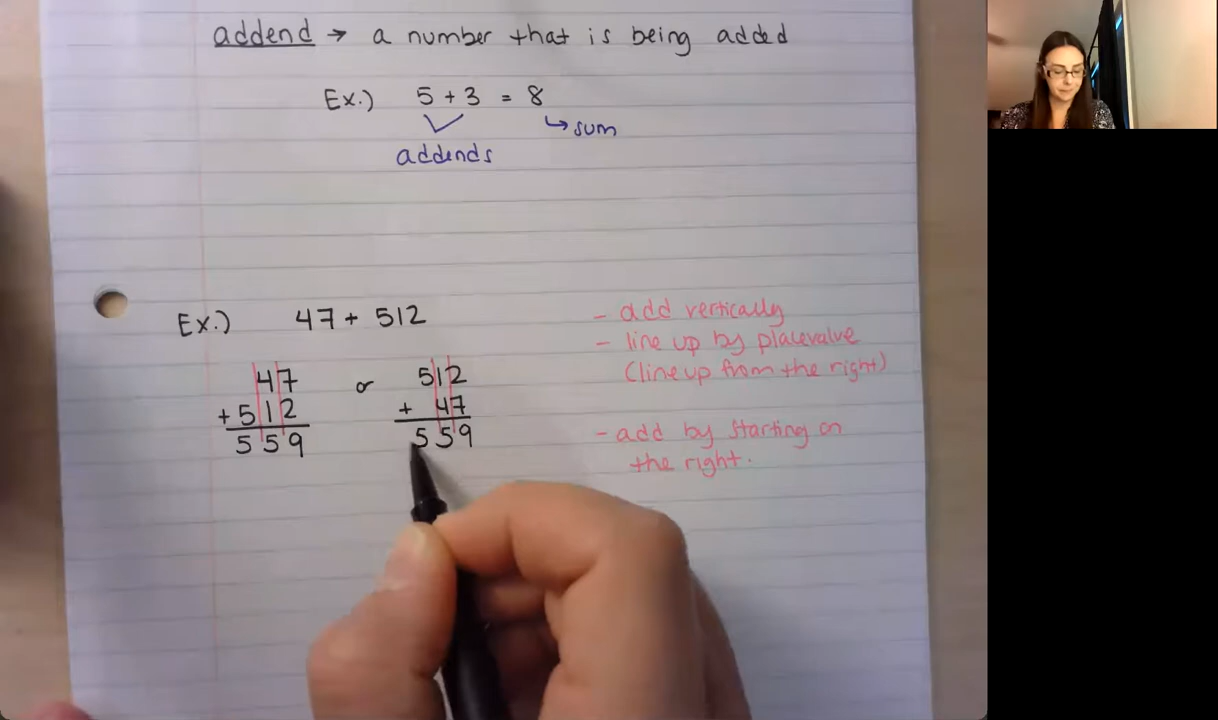 addend → a number that is being added
Ex.) 5 + 3 = 8
↳ sum
addends
Ex.) 47 + 512
47
+ 512
559
or
512
+ 47
559
- add vertically
- line up by placevalue
(line up from the right)
- add by starting on
the right.